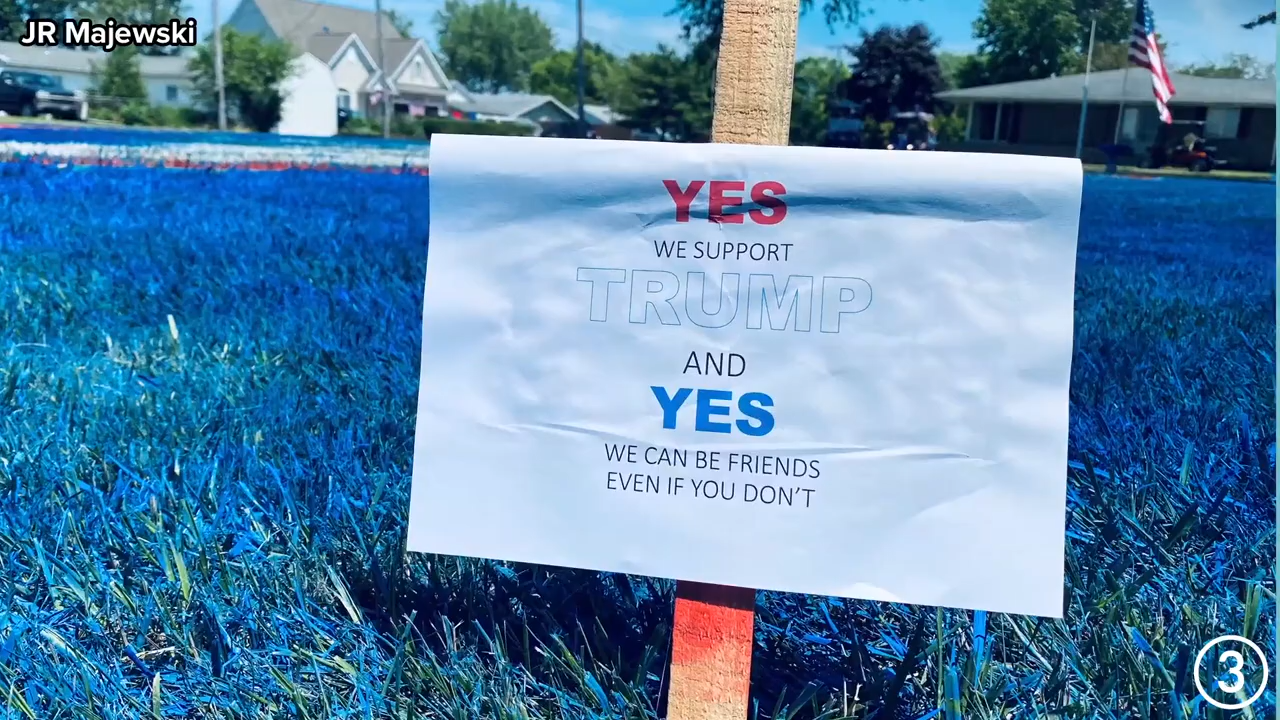 JR Majewski
YES
WE SUPPORT
TRUMP
AND
YES
WE CAN BE FRIENDS
EVEN IF YOU DON'T
3